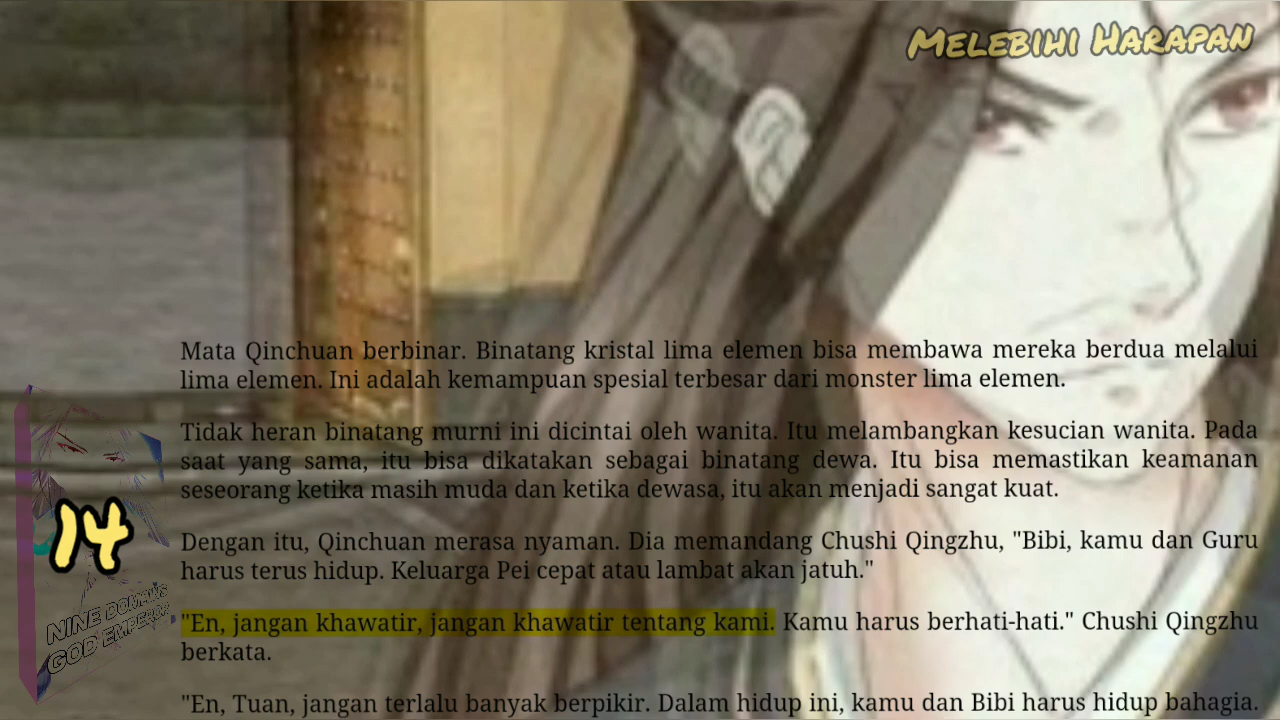 Melebihi Harapan
Mata Qinchuan berbinar. Binatang kristal lima elemen bisa membawa mereka berdua melalui
lima elemen. Ini adalah kemampuan spesial terbesar dari monster lima elemen.
Tidak heran binatang murni ini dicintai oleh wanita. Itu melambangkan kesucian wanita. Pada
saat yang sama, itu bisa dikatakan sebagai binatang dewa. Itu bisa memastikan keamanan
seseorang ketika masih muda dan ketika dewasa, itu akan menjadi sangat kuat.
Dengan itu, Qinchuan merasa nyaman. Dia memandang Chushi Qingzhu, "Bibi, kamu dan Guru
harus terus hidup. Keluarga Pei cepat atau lambat akan jatuh."
"En, jangan khawatir, jangan khawatir tentang kami. Kamu harus berhati-hati." Chushi Qingzhu
berkata.
"En, Tuan, jangan terlalu banyak berpikir. Dalam hidup ini, kamu dan Bibi harus hidup bahagia.
14
NINE DOMAINS
GOD EMPEROR